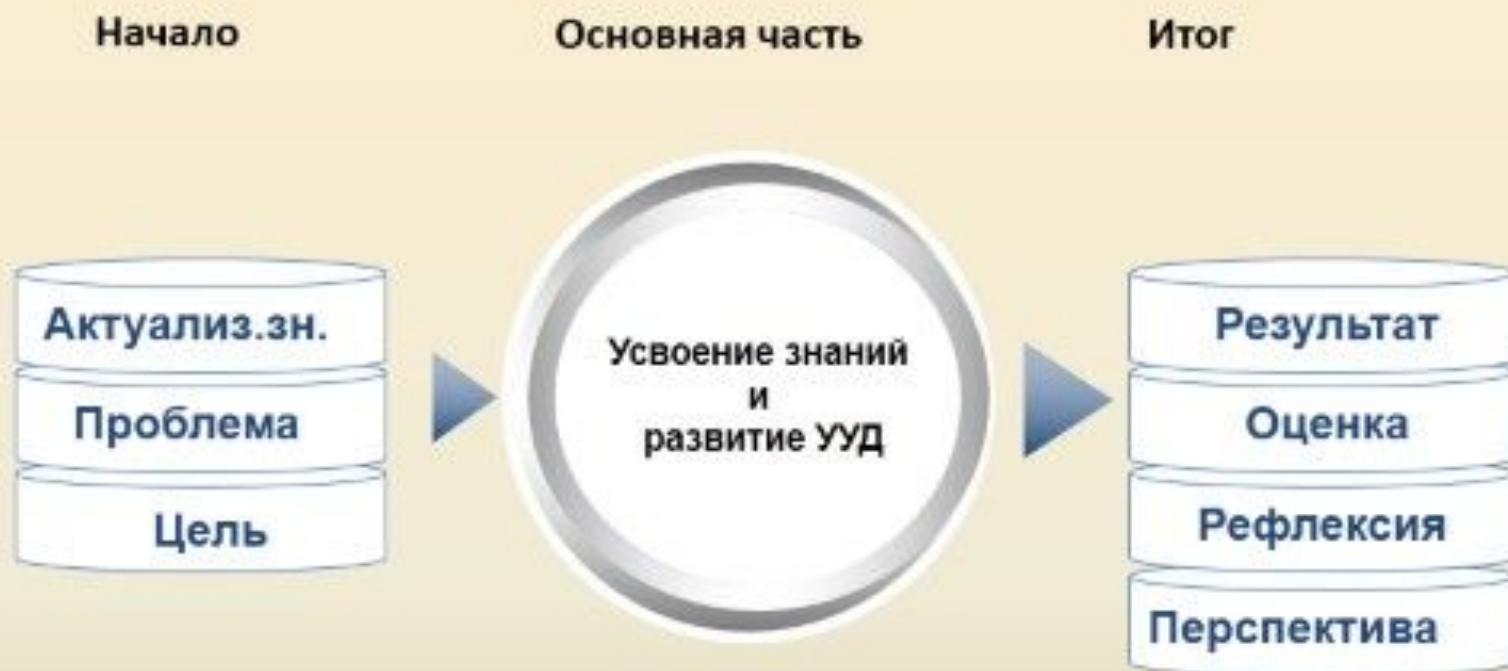 Начало
Основная часть
Итог
Актуализ.зн.
Проблема
Цель
Усвоение знаний
и
развитие УУД
Результат
Оценка
Рефлексия
Перспектива